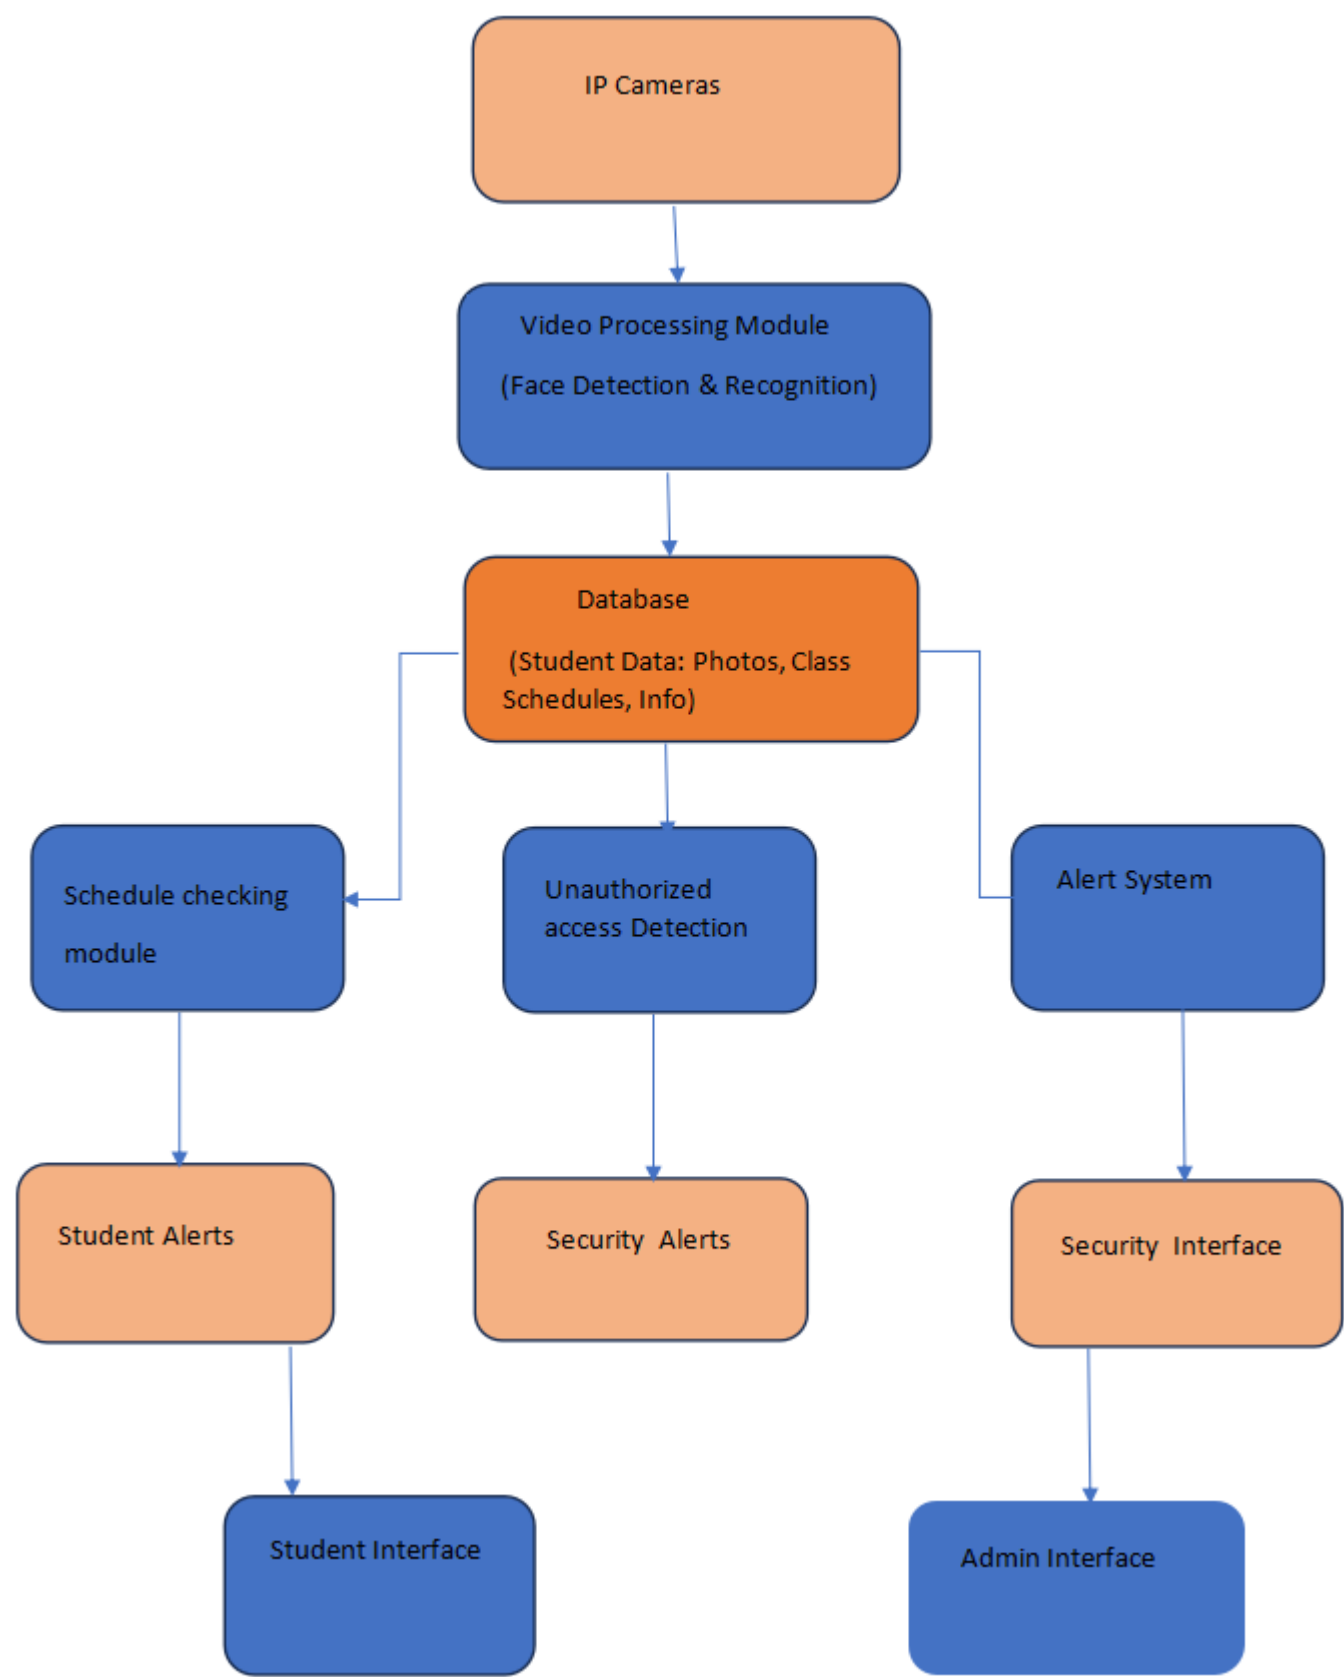 IP Cameras
Video Processing Module
(Face Detection & Recognition)
Database
(Student Data: Photos, Class
Schedules, Info)
Schedule checking
module
Unauthorized
access Detection
Alert System
Student Alerts
Security Alerts
Security Interface
Student Interface
Admin Interface